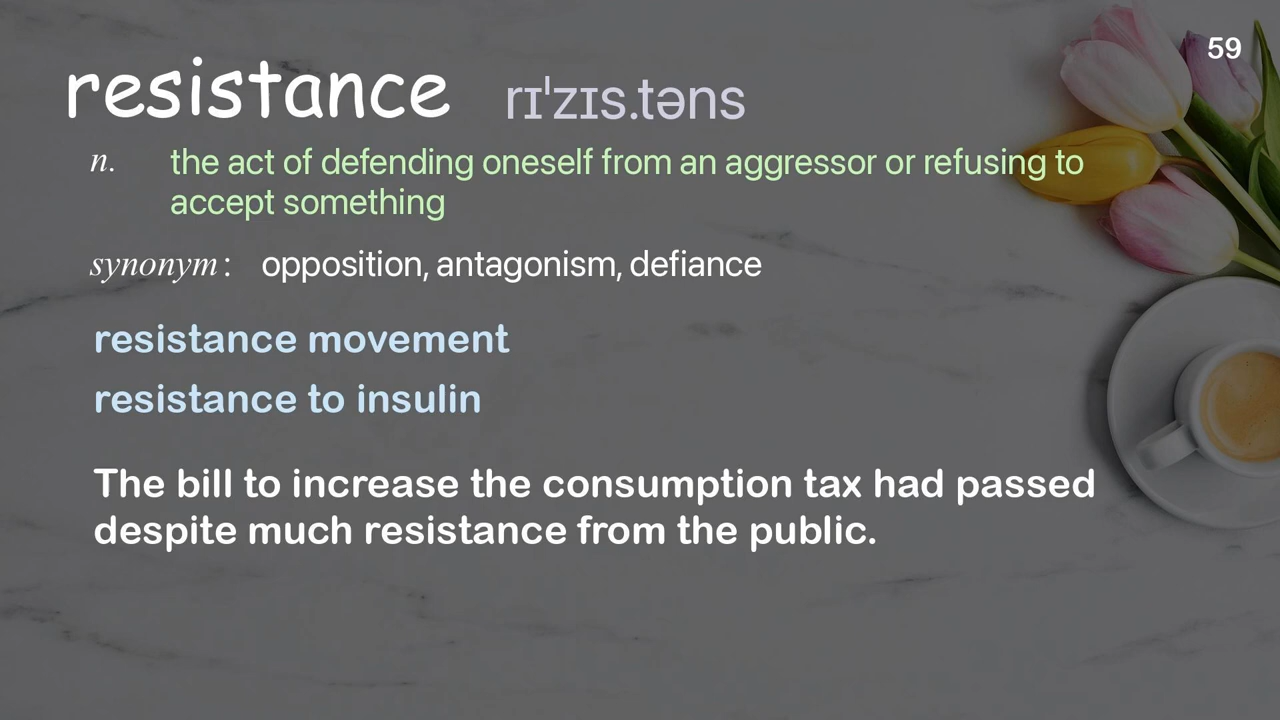 59
resistance rɪˈzɪs.təns
n. the act of defending oneself from an aggressor or refusing to
accept something
synonym: opposition, antagonism, defiance
resistance movement
resistance to insulin
The bill to increase the consumption tax had passed
despite much resistance from the public.